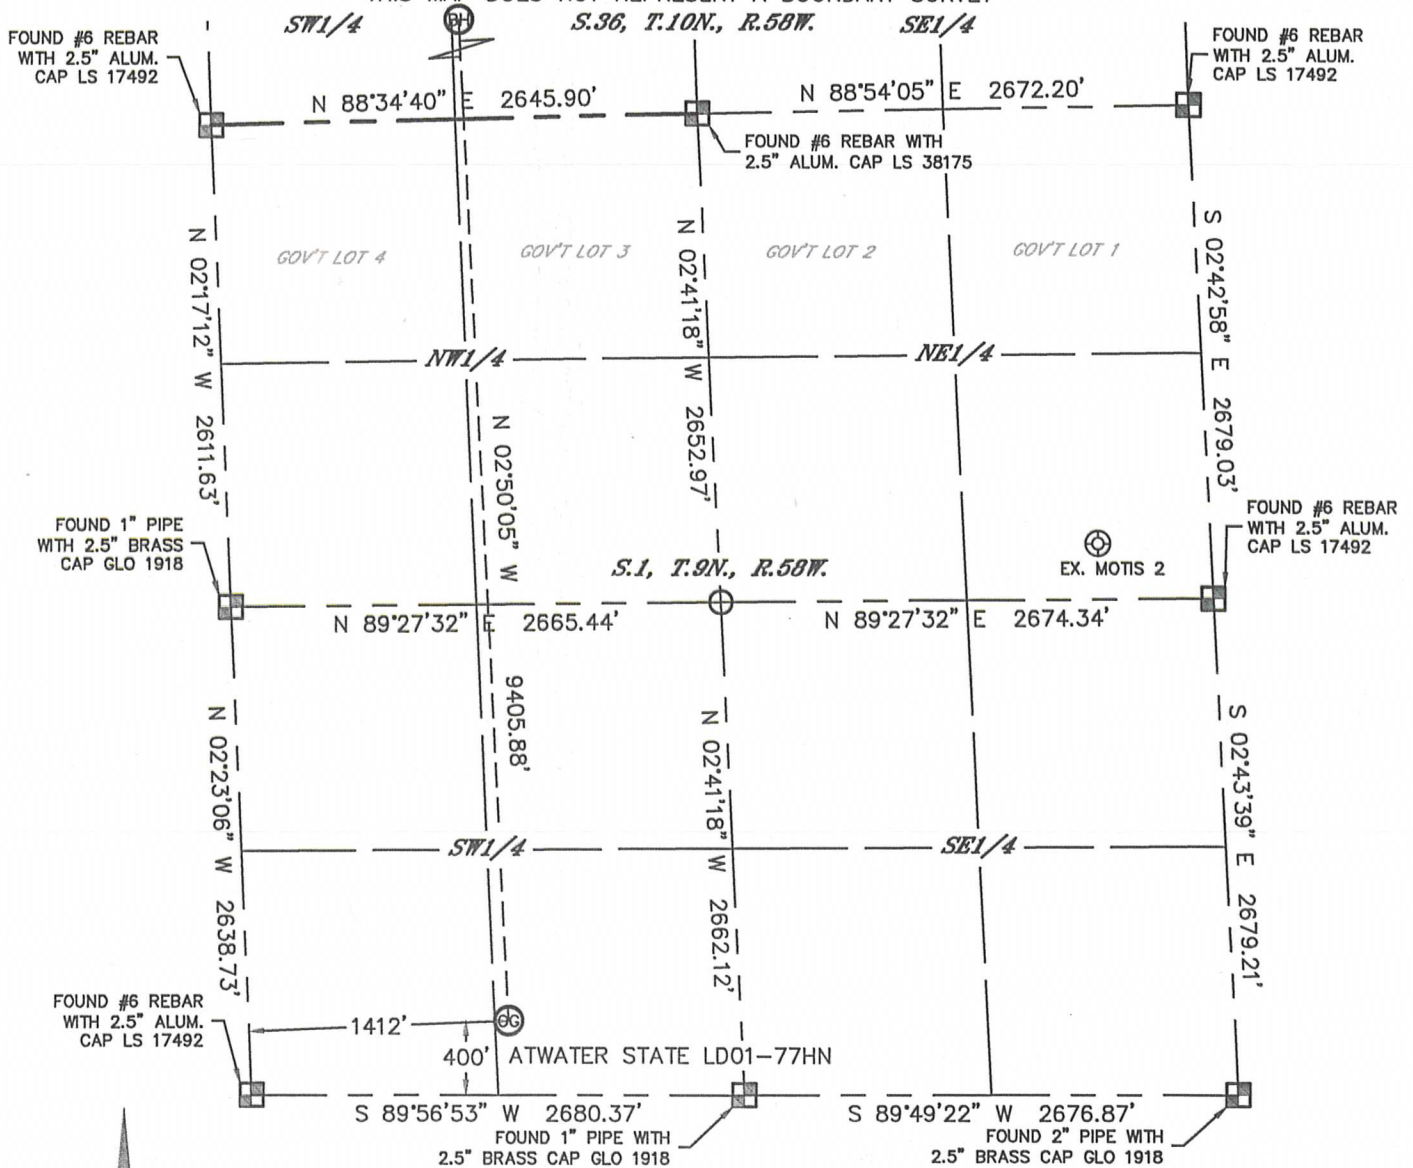 THIS MAP DOES NOT REPRESENT A BOUNDARY SURVEY
SW1/4
BH
S.36, T.10N., R.58W.
SE1/4
FOUND #6 REBAR
WITH 2.5" ALUM.
CAP LS 17492
FOUND #6 REBAR
WITH 2.5" ALUM.
CAP LS 17492
N 88°34'40" E 2645.90'
N 88°54'05" E 2672.20'
FOUND #6 REBAR WITH
2.5" ALUM. CAP LS 38175
N 02°17'12" W 2611.63'
GOV'T LOT 4
GOV'T LOT 3
N 02°41'18" W 2652.97'
GOV'T LOT 2
GOV'T LOT 1
S 02°42'58" E 2679.03'
NW1/4
NE1/4
N 02°50'05" W 9405.88'
FOUND 1" PIPE
WITH 2.5" BRASS
CAP GLO 1918
FOUND #6 REBAR
WITH 2.5" ALUM.
CAP LS 17492
EX. MOTIS 2
S.1, T.9N., R.58W.
N 89°27'32" E 2665.44'
N 89°27'32" E 2674.34'
N 02°23'06" W 2638.73'
N 02°41'18" W 2662.12'
S 02°43'39" E 2679.21'
SW1/4
SE1/4
FOUND #6 REBAR
WITH 2.5" ALUM.
CAP LS 17492
1412'
OG
400'
ATWATER STATE LD01-77HN
S 89°56'53" W 2680.37'
S 89°49'22" W 2676.87'
FOUND 1" PIPE WITH
2.5" BRASS CAP GLO 1918
FOUND 2" PIPE WITH
2.5" BRASS CAP GLO 1918